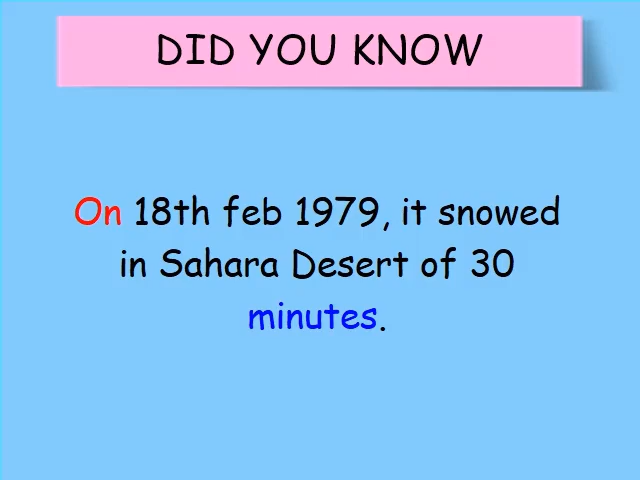 DID YOU KNOW
On 18th feb 1979, it snowed
in Sahara Desert of 30
minutes.